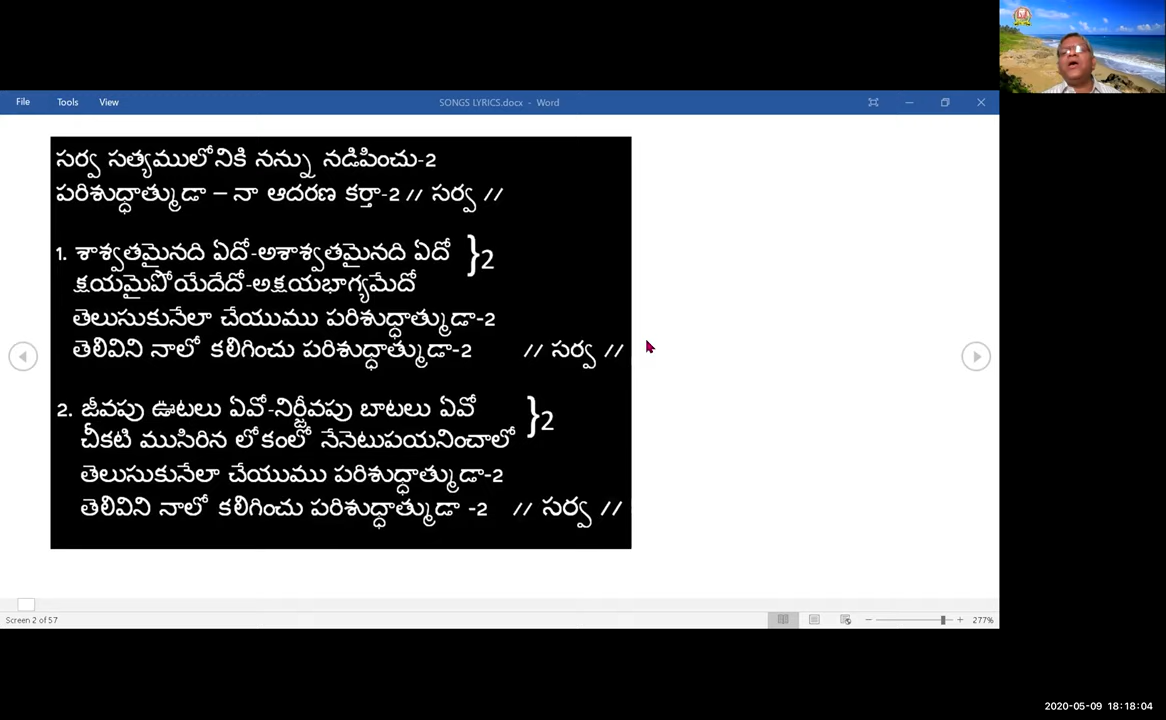 File Tools View SONGS LYRICS.docx - Word
సర్వ సత్యములోనికి నన్ను నడిపించు-2
పరిశుద్ధాత్ముడా – నా ఆదరణ కర్తా-2 // సర్వ //
1. శాశ్వతమైనది ఏదో-అశాశ్వతమైనది ఏదో }2
క్షయమైపోయేదేదో-అక్షయభాగ్యమేదో
తెలుసుకునేలా చేయుము పరిశుద్ధాత్ముడా-2
తెలివిని నాలో కలిగించు పరిశుద్ధాత్ముడా-2 // సర్వ //
2. జీవపు ఊటలు ఏవో-నిర్జీవపు బాటలు ఏవో }2
చీకటి ముసిరిన లోకంలో నేనెటుపయనించాలో
తెలుసుకునేలా చేయుము పరిశుద్ధాత్ముడా-2
తెలివిని నాలో కలిగించు పరిశుద్ధాత్ముడా -2 // సర్వ //
Screen 2 of 57 277%
2020-05-09 18:18:04